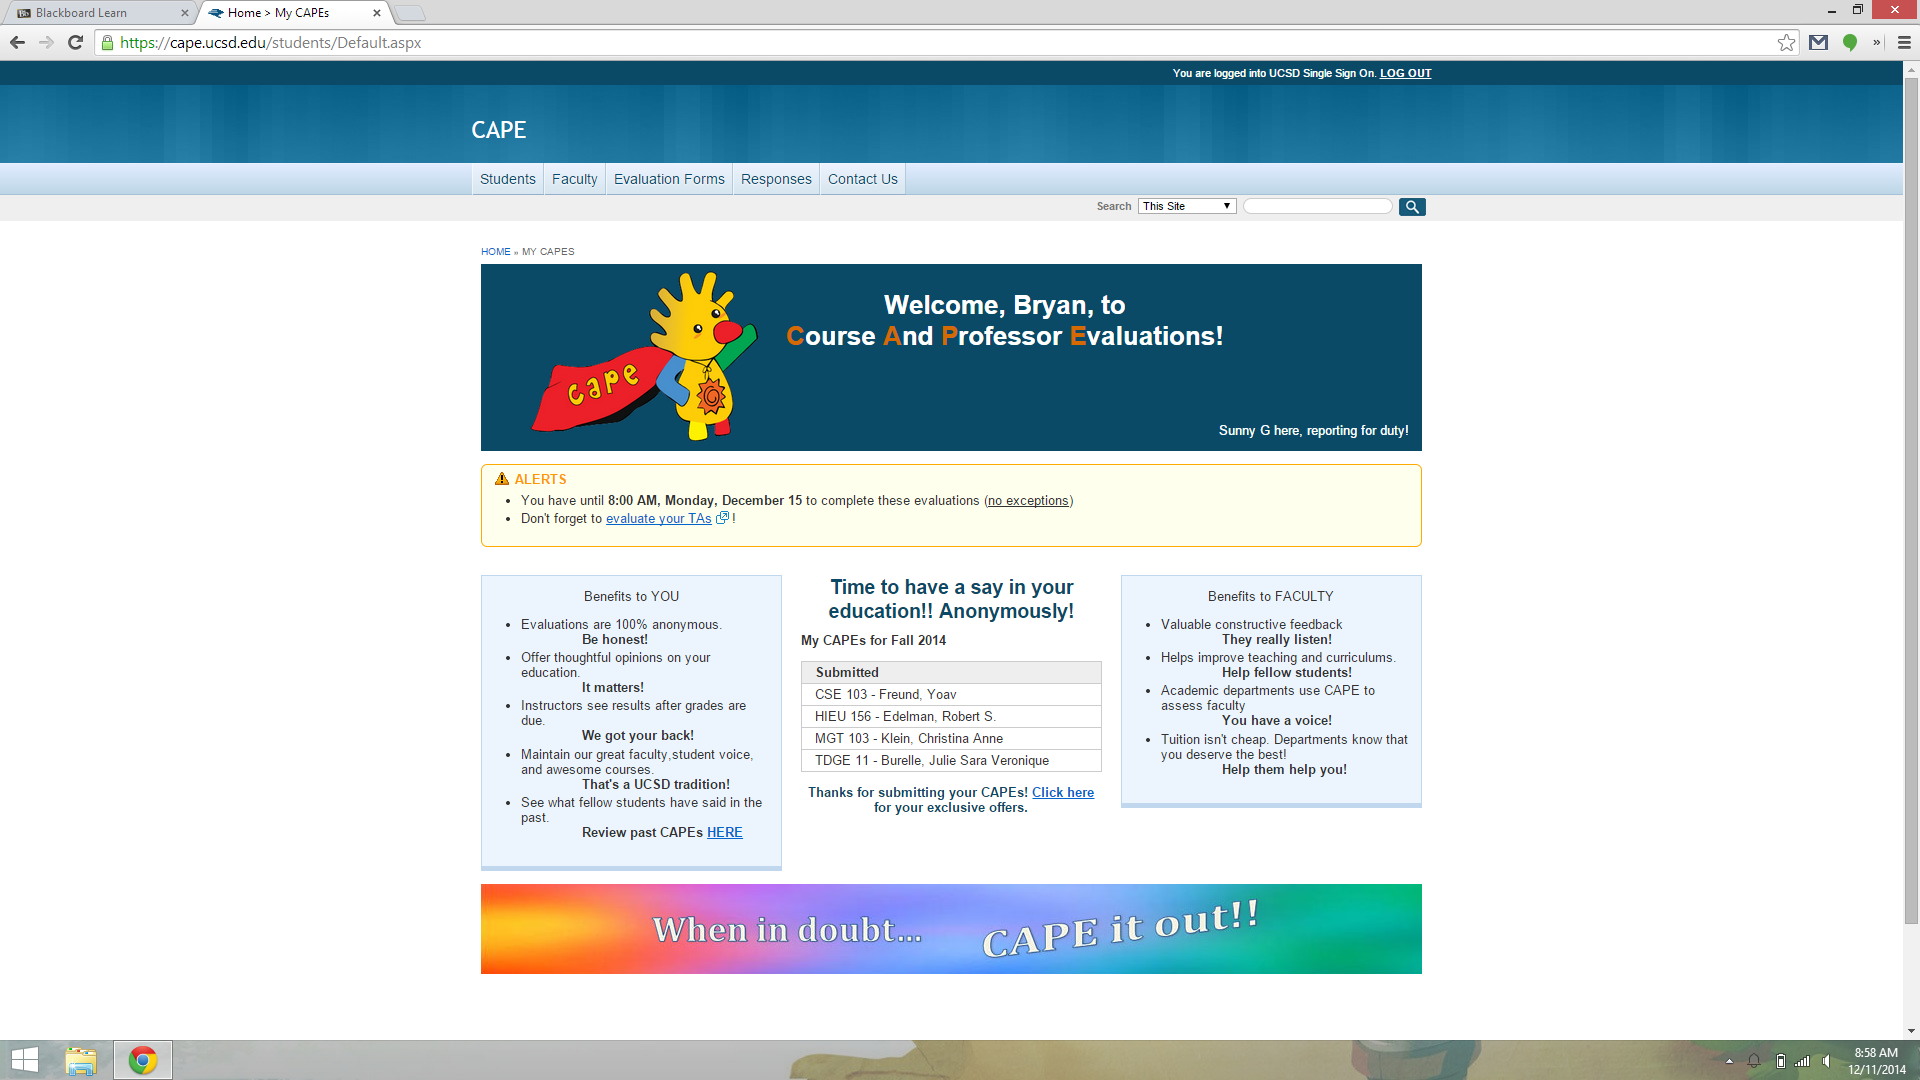 Blackboard Learn
Home > My CAPEs
https://cape.ucsd.edu/students/Default.aspx
You are logged into UCSD Single Sign On. LOG OUT
CAPE
Students Faculty Evaluation Forms Responses Contact Us
Search This Site
HOME » MY CAPES
Welcome, Bryan, to
Course And Professor Evaluations!
cape
C
Sunny G here, reporting for duty!
ALERTS
You have until 8:00 AM, Monday, December 15 to complete these evaluations (no exceptions)
Don't forget to evaluate your TAs !
Benefits to YOU
Evaluations are 100% anonymous.
Be honest!
Offer thoughtful opinions on your
education.
It matters!
Instructors see results after grades are
due.
We got your back!
Maintain our great faculty,student voice,
and awesome courses.
That's a UCSD tradition!
See what fellow students have said in the
past.
Review past CAPEs HERE
Time to have a say in your
education!! Anonymously!
My CAPEs for Fall 2014
Submitted
CSE 103 - Freund, Yoav
HIEU 156 - Edelman, Robert S.
MGT 103 - Klein, Christina Anne
TDGE 11 - Burelle, Julie Sara Veronique
Thanks for submitting your CAPEs! Click here
for your exclusive offers.
Benefits to FACULTY
Valuable constructive feedback
They really listen!
Helps improve teaching and curriculums.
Help fellow students!
Academic departments use CAPE to
assess faculty
You have a voice!
Tuition isn't cheap. Departments know that
you deserve the best!
Help them help you!
When in doubt... CAPE it out!!
8:58 AM
12/11/2014